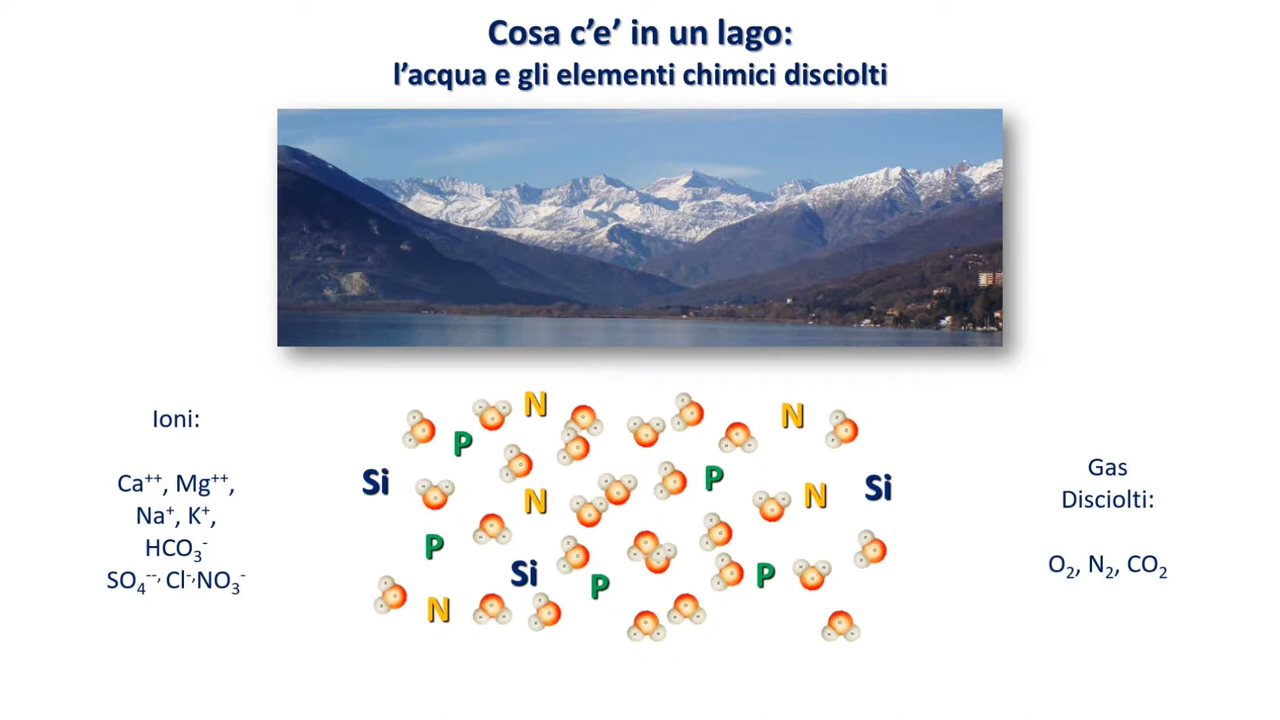 Cosa c'e' in un lago:
l'acqua e gli elementi chimici disciolti
Ioni:
Ca⁺⁺, Mg⁺⁺,
Na⁺, K⁺,
HCO₃⁻
SO₄⁻⁻, Cl⁻, NO₃⁻
N
N
P
Si
P
N
N
Si
P
Si
P
P
N
Gas
Disciolti:
O₂, N₂, CO₂